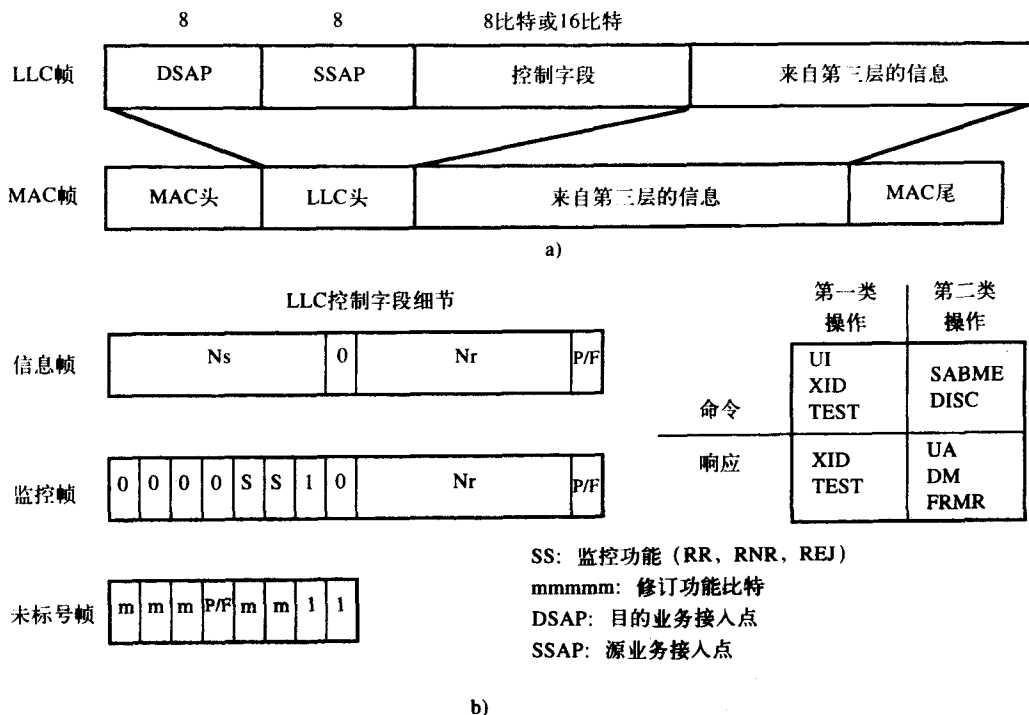 8 8 8比特或16比特
LLC帧 DSAP SSAP 控制字段 来自第三层的信息
MAC帧 MAC头 LLC头 来自第三层的信息 MAC尾
a)
LLC控制字段细节
信息帧 Ns 0 Nr P/F
监控帧 0 0 0 0 S S 1 0 Nr P/F
未标号帧 m m m P/F m m 1 1
第一类 第二类
操作 操作
命令
UI
XID
TEST
SABME
DISC
响应
XID
TEST
UA
DM
FRMR
SS: 监控功能（RR，RNR，REJ）
mmmmm: 修订功能比特
DSAP: 目的业务接入点
SSAP: 源业务接入点
b)